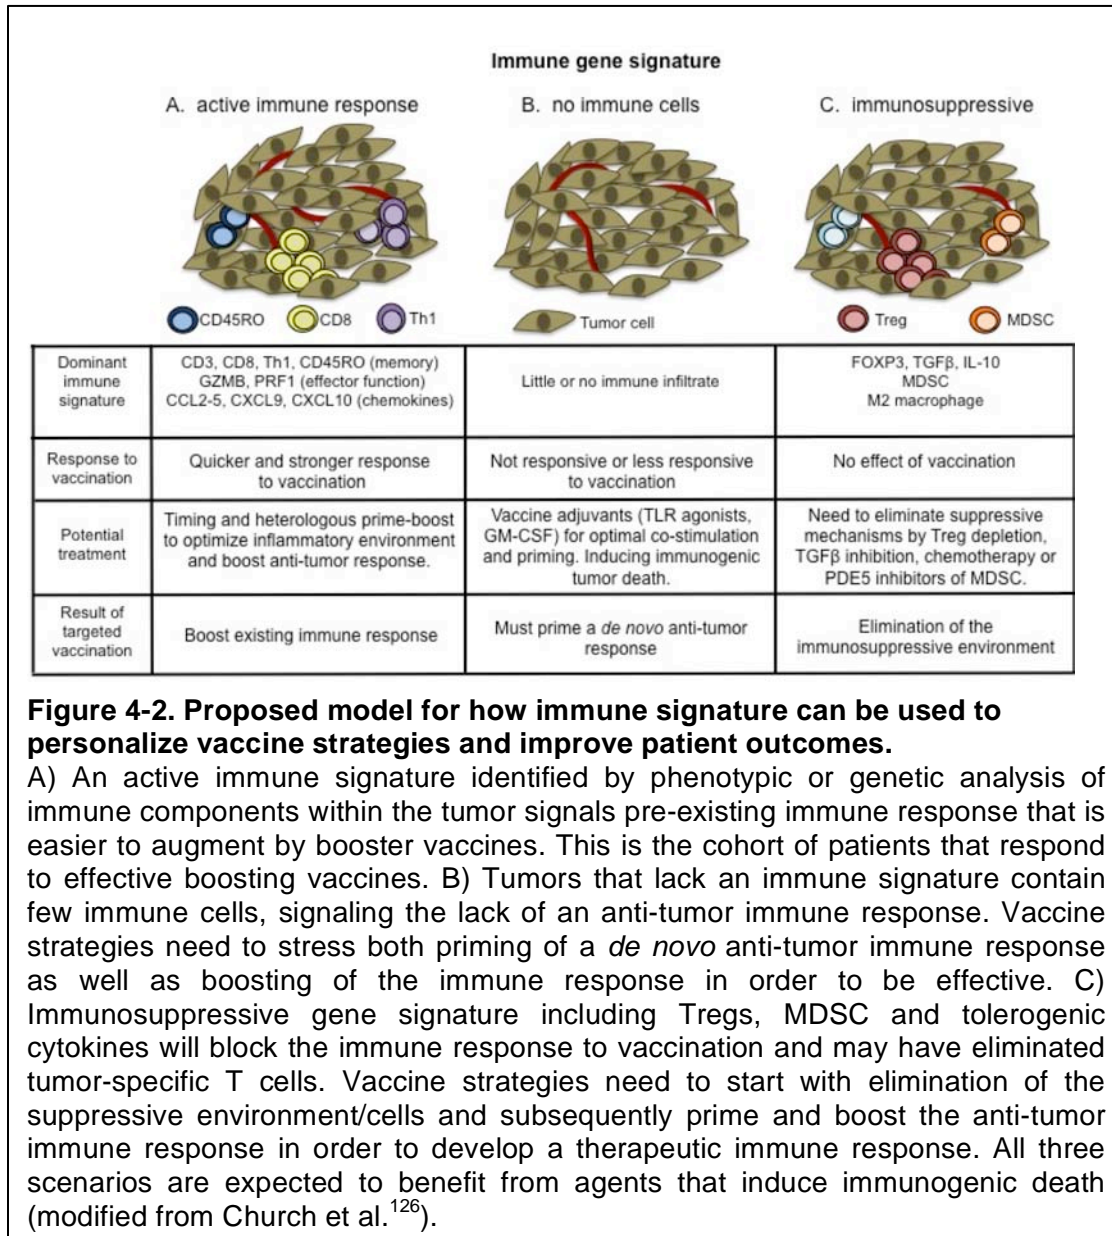 Immune gene signature
A. active immune response
B. no immune cells
C. immunosuppressive
CD45RO
CD8
Th1
Tumor cell
Treg
MDSC
Dominant
immune
signature
CD3, CD8, Th1, CD45RO (memory)
GZMB, PRF1 (effector function)
CCL2-5, CXCL9, CXCL10 (chemokines)
Little or no immune infiltrate
FOXP3, TGFβ, IL-10
MDSC
M2 macrophage
Response to
vaccination
Quicker and stronger response
to vaccination
Not responsive or less responsive
to vaccination
No effect of vaccination
Potential
treatment
Timing and heterologous prime-boost
to optimize inflammatory environment
and boost anti-tumor response.
Vaccine adjuvants (TLR agonists,
GM-CSF) for optimal co-stimulation
and priming. Inducing immunogenic
tumor death.
Need to eliminate suppressive
mechanisms by Treg depletion,
TGFβ inhibition, chemotherapy or
PDE5 inhibitors of MDSC.
Result of
targeted
vaccination
Boost existing immune response
Must prime a de novo anti-tumor
response
Elimination of the
immunosuppressive environment
Figure 4-2. Proposed model for how immune signature can be used to
personalize vaccine strategies and improve patient outcomes.
A) An active immune signature identified by phenotypic or genetic analysis of
immune components within the tumor signals pre-existing immune response that is
easier to augment by booster vaccines. This is the cohort of patients that respond
to effective boosting vaccines. B) Tumors that lack an immune signature contain
few immune cells, signaling the lack of an anti-tumor immune response. Vaccine
strategies need to stress both priming of a de novo anti-tumor immune response
as well as boosting of the immune response in order to be effective. C)
Immunosuppressive gene signature including Tregs, MDSC and tolerogenic
cytokines will block the immune response to vaccination and may have eliminated
tumor-specific T cells. Vaccine strategies need to start with elimination of the
suppressive environment/cells and subsequently prime and boost the anti-tumor
immune response in order to develop a therapeutic immune response. All three
scenarios are expected to benefit from agents that induce immunogenic death
(modified from Church et al.126).